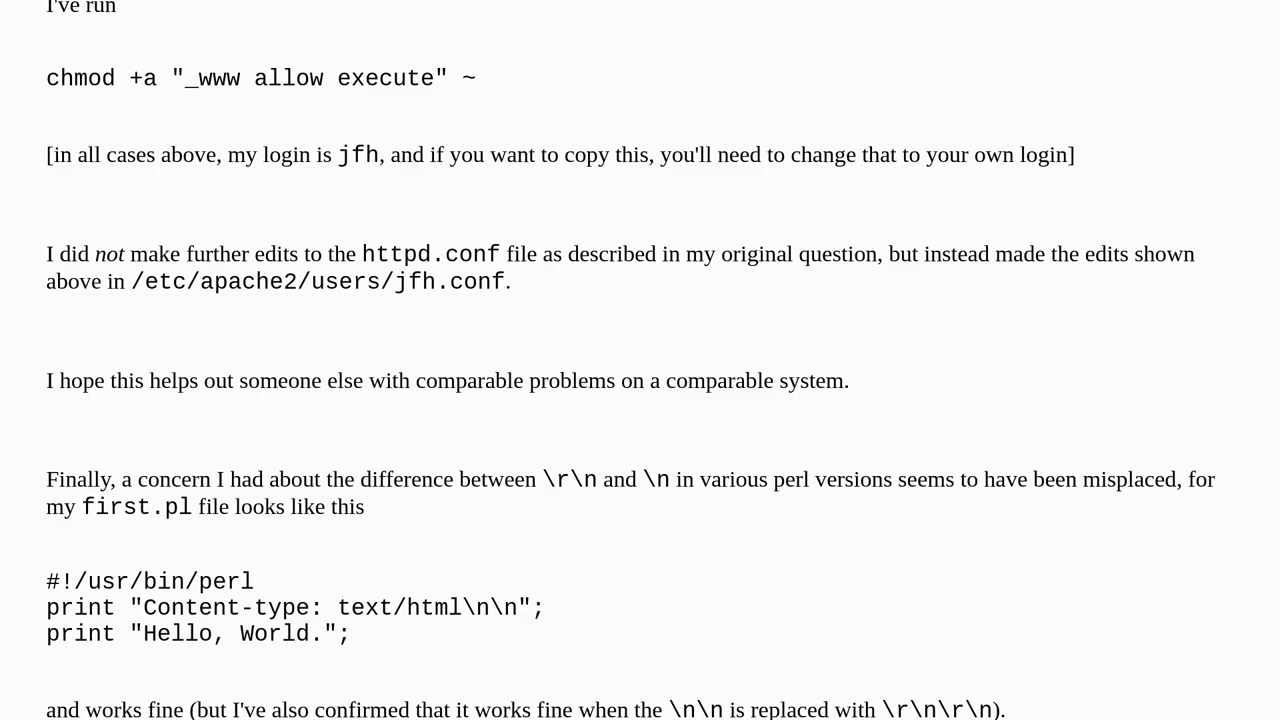 I've run
chmod +a "_www allow execute" ~
[in all cases above, my login is jfh, and if you want to copy this, you'll need to change that to your own login]
I did not make further edits to the httpd.conf file as described in my original question, but instead made the edits shown
above in /etc/apache2/users/jfh.conf.
I hope this helps out someone else with comparable problems on a comparable system.
Finally, a concern I had about the difference between \r\n and \n in various perl versions seems to have been misplaced, for
my first.pl file looks like this
#!/usr/bin/perl
print "Content-type: text/html\n\n";
print "Hello, World.";
and works fine (but I've also confirmed that it works fine when the \n\n is replaced with \r\n\r\n).